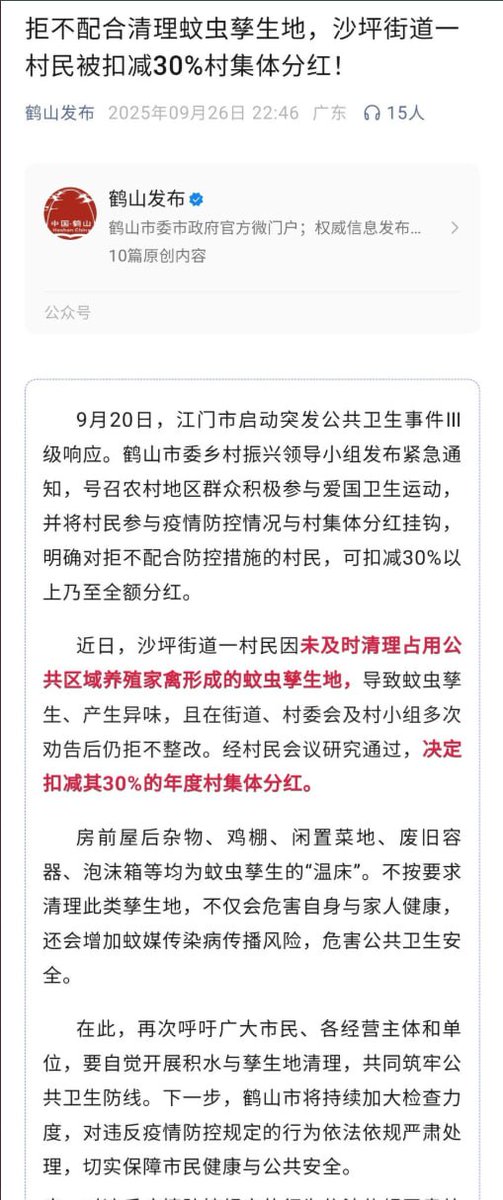 拒不配合清理蚊虫孳生地，沙坪街道一
村民被扣减30%村集体分红！
鹤山发布 2025年09月26日 22:46 广东 15人
中国·鹤山
Heshan China
鹤山发布
鹤山市委市政府官方微门户；权威信息发布...
10篇原创内容
公众号
9月20日，江门市启动突发公共卫生事件Ⅲ
级响应。鹤山市委乡村振兴领导小组发布紧急通
知，号召农村地区群众积极参与爱国卫生运动，
并将村民参与疫情防控情况与村集体分红挂钩，
明确对拒不配合防控措施的村民，可扣减30%以
上乃至全额分红。
近日，沙坪街道一村民因未及时清理占用公
共区域养殖家禽形成的蚊虫孳生地，导致蚊虫孳
生、产生异味，且在街道、村委会及村小组多次
劝告后仍拒不整改。经村民会议研究通过，决定
扣减其30%的年度村集体分红。
房前屋后杂物、鸡棚、闲置菜地、废旧容
器、泡沫箱等均为蚊虫孳生的“温床”。不按要求
清理此类孳生地，不仅会危害自身与家人健康，
还会增加蚊媒传染病传播风险，危害公共卫生安
全。
在此，再次呼吁广大市民、各经营主体和单
位，要自觉开展积水与孳生地清理，共同筑牢公
共卫生防线。下一步，鹤山市将持续加大检查力
度，对违反疫情防控规定的行为依法依规严肃处
理，切实保障市民健康与公共安全。